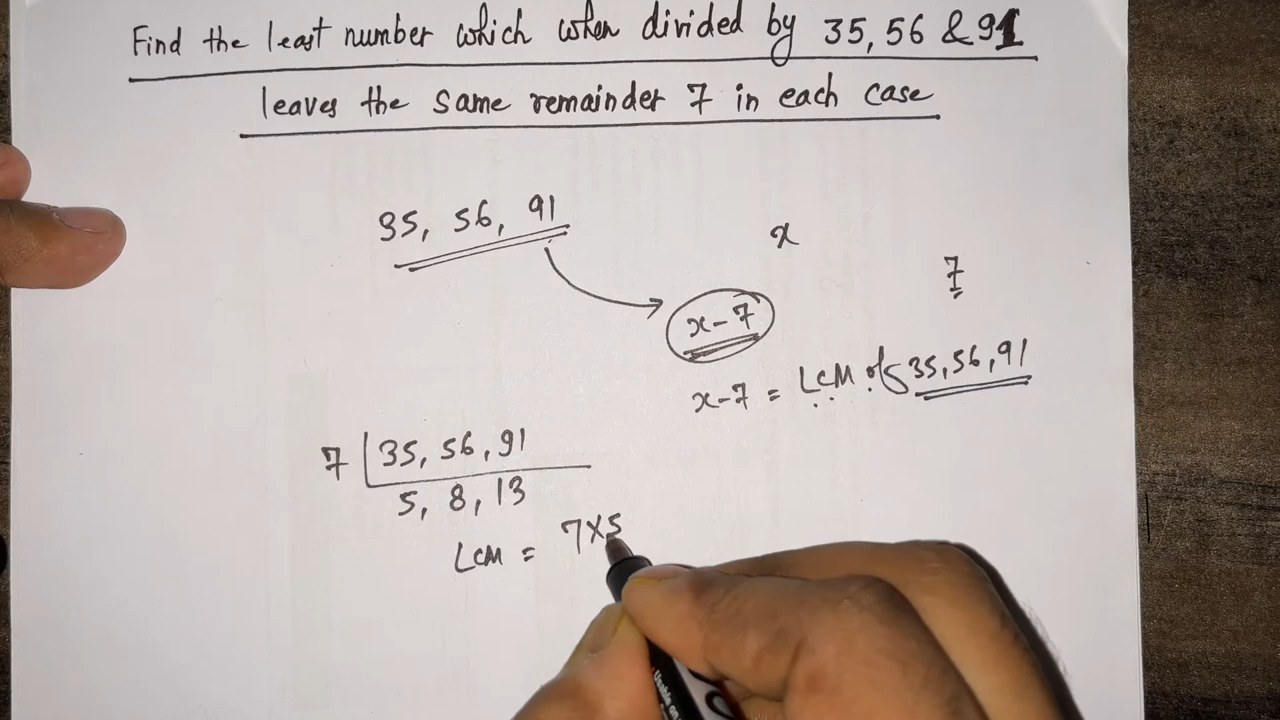 Find the least number which when divided by 35, 56 & 91
leaves the same remainder 7 in each case
35, 56, 91
x
7
x-7
x-7 = LCM of 35, 56, 91
7 | 35, 56, 91
5, 8, 13
LCM = 7×5